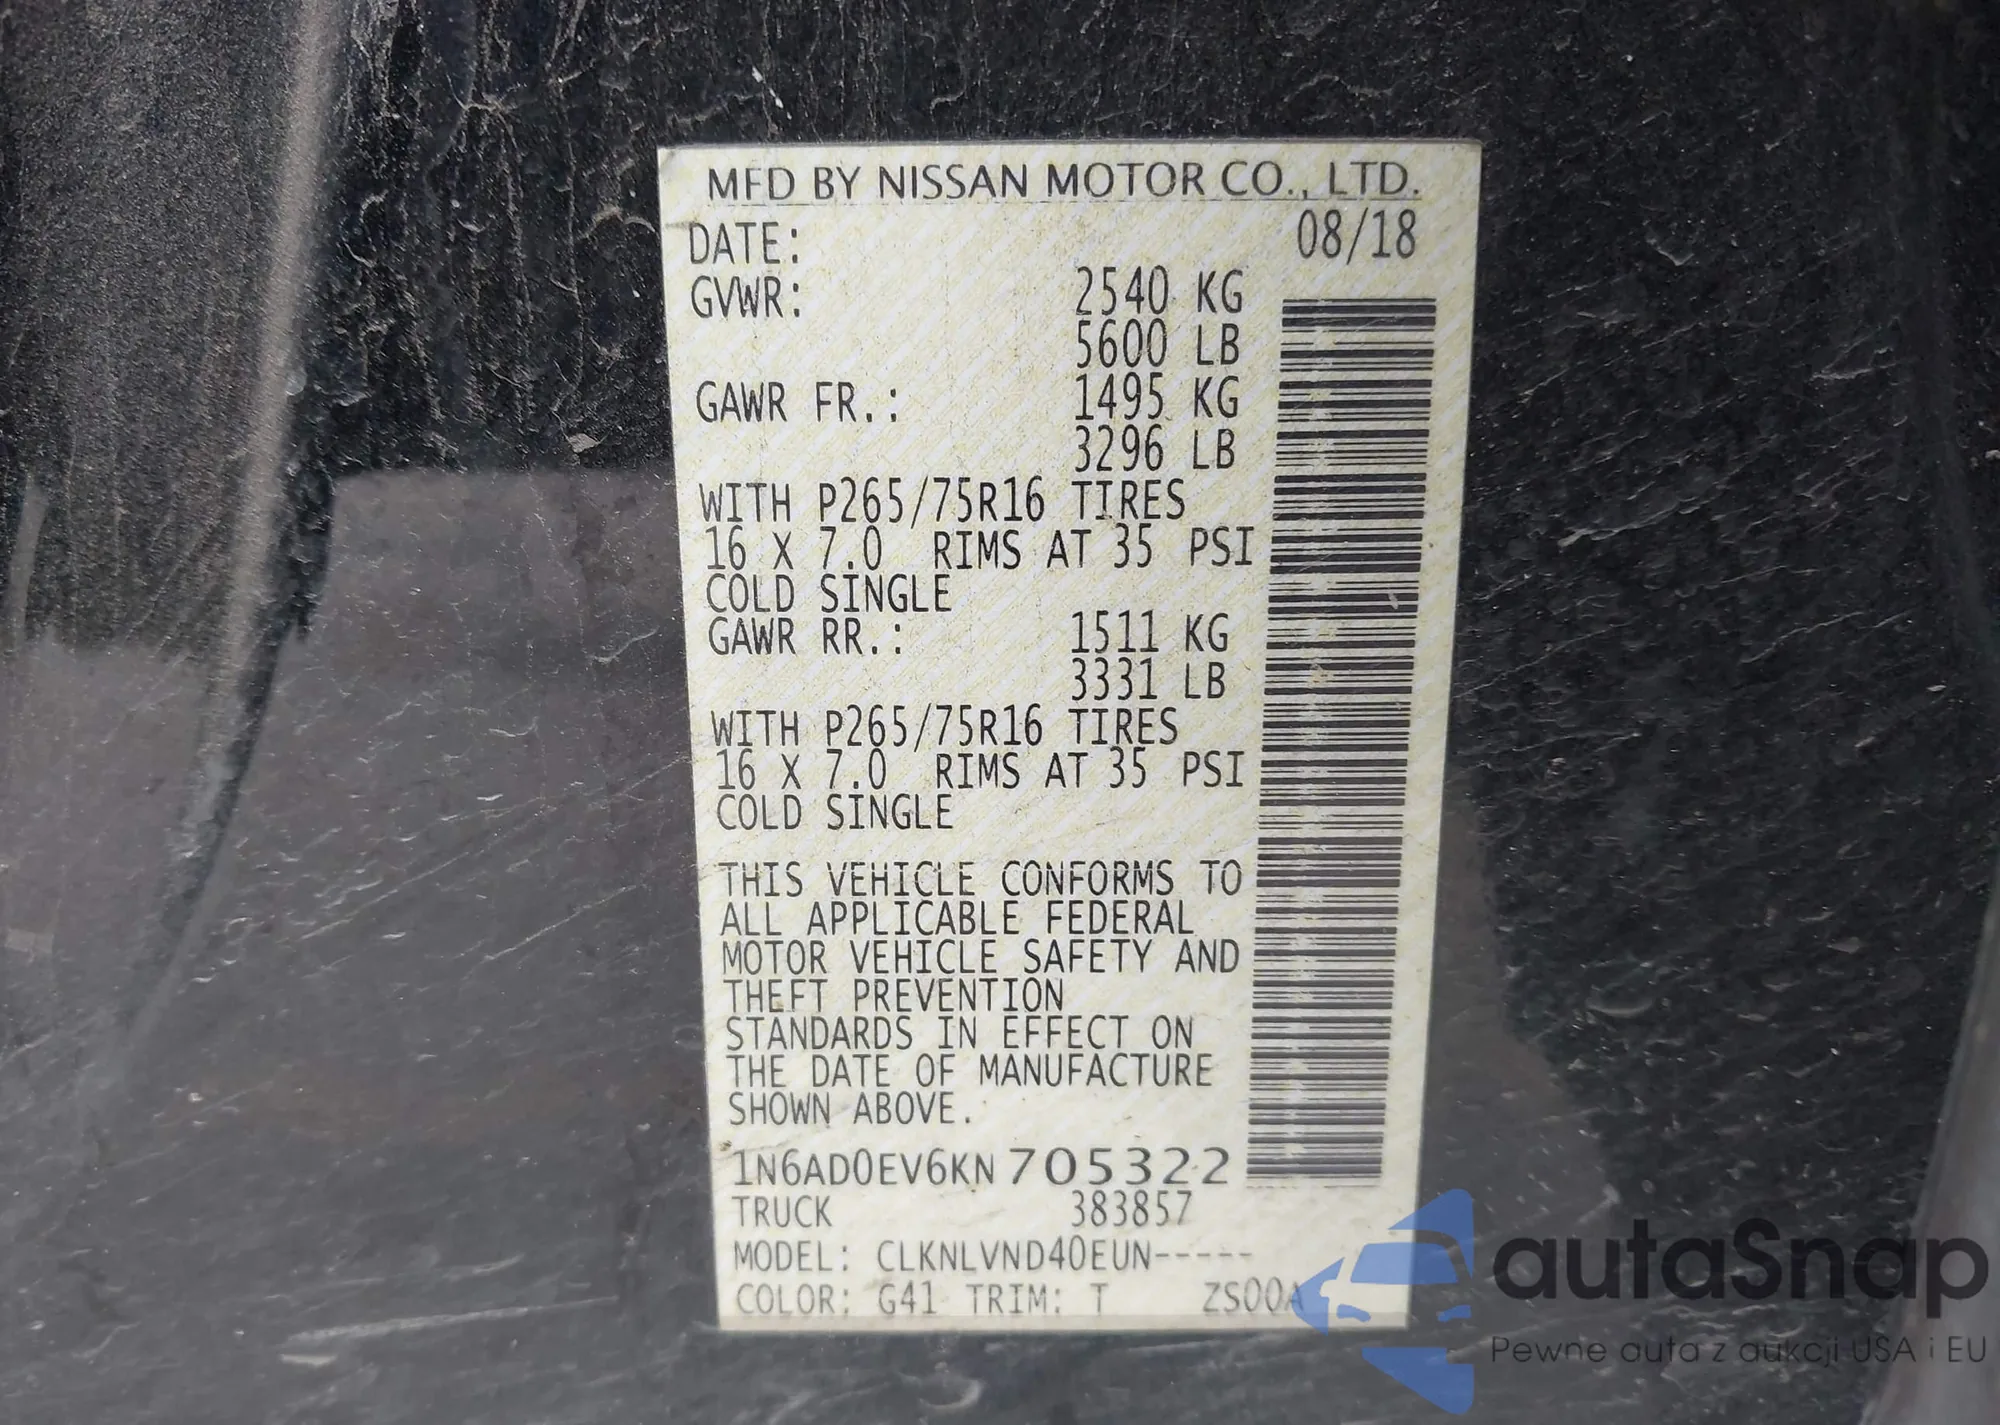 MFD BY NISSAN MOTOR CO., LTD.
DATE: 08/18
GVWR: 2540 KG
5600 LB
GAWR FR.: 1495 KG
3296 LB
WITH P265/75R16 TIRES
16 X 7.0 RIMS AT 35 PSI
COLD SINGLE
GAWR RR.: 1511 KG
3331 LB
WITH P265/75R16 TIRES
16 X 7.0 RIMS AT 35 PSI
COLD SINGLE
THIS VEHICLE CONFORMS TO
ALL APPLICABLE FEDERAL
MOTOR VEHICLE SAFETY AND
THEFT PREVENTION
STANDARDS IN EFFECT ON
THE DATE OF MANUFACTURE
SHOWN ABOVE.
1N6AD0EV6KN705322
TRUCK 383857
MODEL: CLKNLVND40EUN-----
COLOR: G41 TRIM: T ZS00A
autaSnap
Pewne auta z aukcji USA i EU